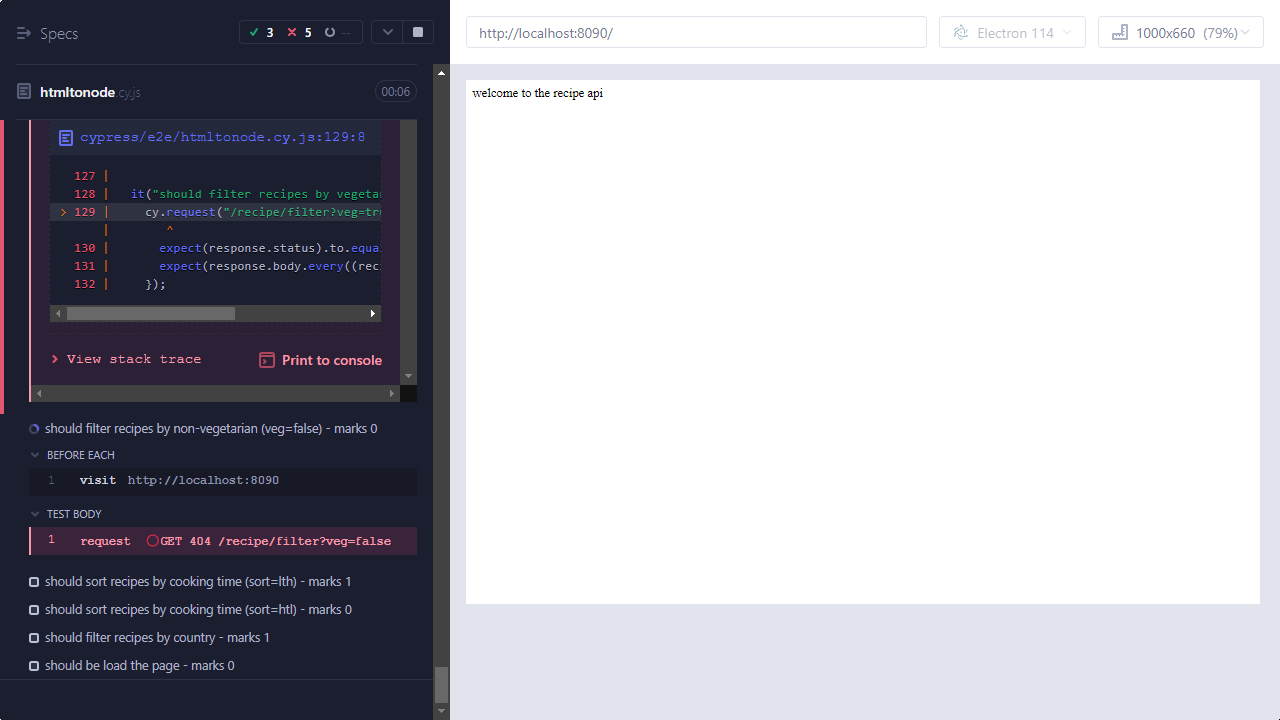 Specs
3
5
--
http://localhost:8090/
Electron 114
1000x660 (79%)
htmltonode.cy.js
00:06
welcome to the recipe api
cypress/e2e/htmltonode.cy.js:129:8
127 |
128 | it("should filter recipes by vegetar
> 129 | cy.request("/recipe/filter?veg=tru
| ^
130 | expect(response.status).to.equa
131 | expect(response.body.every((reci
132 | });
> View stack trace
Print to console
should filter recipes by non-vegetarian (veg=false) - marks 0
BEFORE EACH
1 visit http://localhost:8090
TEST BODY
1 request GET 404 /recipe/filter?veg=false
should sort recipes by cooking time (sort=lth) - marks 1
should sort recipes by cooking time (sort=htl) - marks 0
should filter recipes by country - marks 1
should be load the page - marks 0